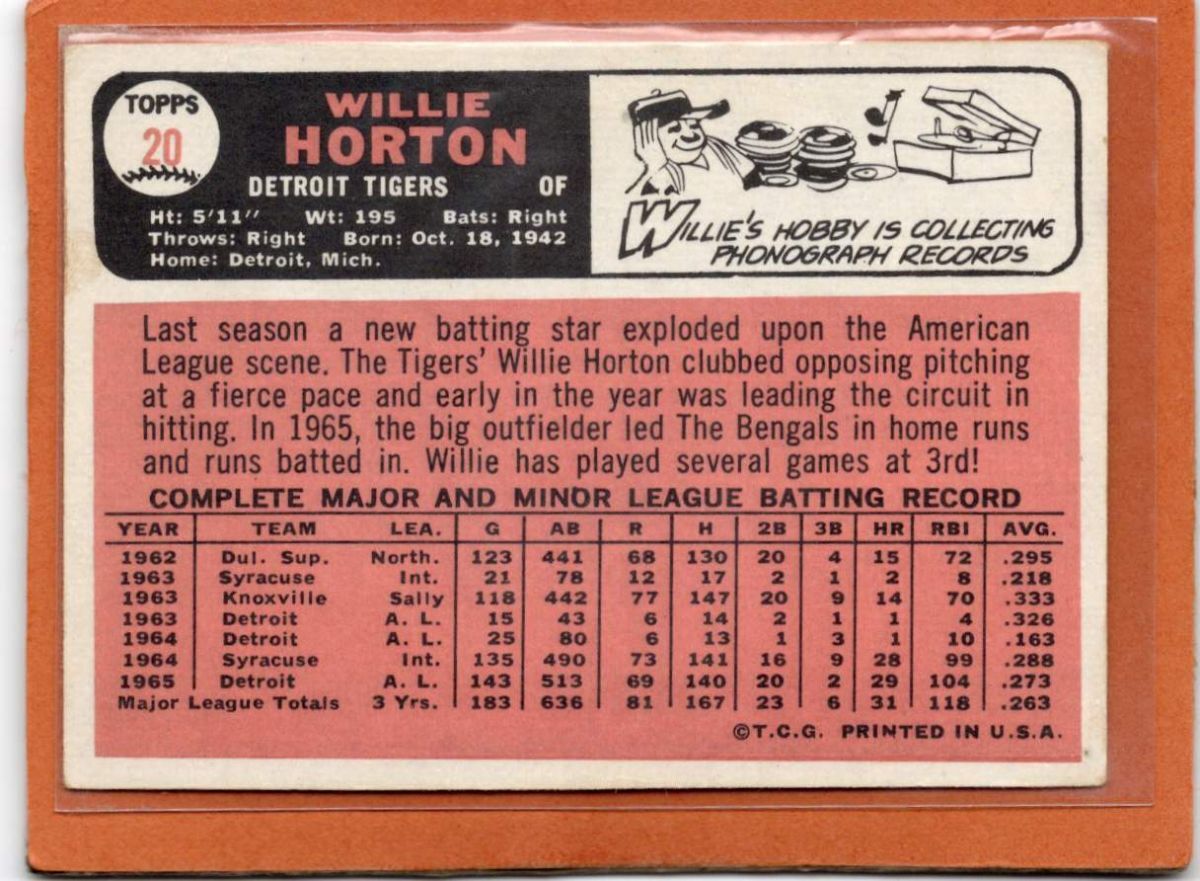 TOPPS
20
WILLIE
HORTON
DETROIT TIGERS OF
Ht: 5'11" Wt: 195 Bats: Right
Throws: Right Born: Oct. 18, 1942
Home: Detroit, Mich.
WILLIE'S HOBBY IS COLLECTING
PHONOGRAPH RECORDS
Last season a new batting star exploded upon the American
League scene. The Tigers' Willie Horton clubbed opposing pitching
at a fierce pace and early in the year was leading the circuit in
hitting. In 1965, the big outfielder led The Bengals in home runs
and runs batted in. Willie has played several games at 3rd!
COMPLETE MAJOR AND MINOR LEAGUE BATTING RECORD
YEAR TEAM LEA. G AB R H 2B 3B HR RBI AVG.
1962 Dul. Sup. North. 123 441 68 130 20 4 15 72 .295
1963 Syracuse Int. 21 78 12 17 2 1 2 8 .218
1963 Knoxville Sally 118 442 77 147 20 9 14 70 .333
1963 Detroit A. L. 15 43 6 14 2 1 1 4 .326
1964 Detroit A. L. 25 80 6 13 1 3 1 10 .163
1964 Syracuse Int. 135 490 73 141 16 9 28 99 .288
1965 Detroit A. L. 143 513 69 140 20 2 29 104 .273
Major League Totals 3 Yrs. 183 636 81 167 23 6 31 118 .263
©T.C.G. PRINTED IN U.S.A.